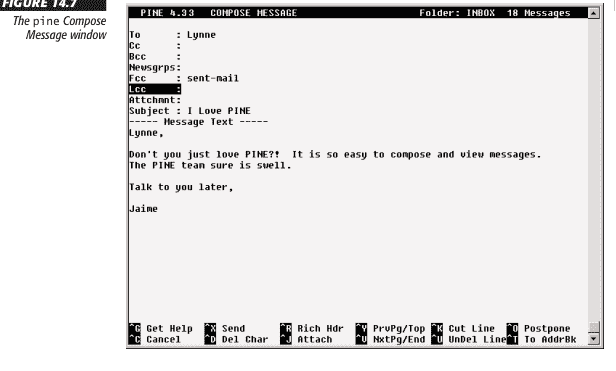 FIGURE 14.7
The pine Compose
Message window
PINE 4.33 COMPOSE MESSAGE Folder: INBOX 18 Messages
To : Lynne
Cc :
Bcc :
Newsgrps:
Fcc : sent-mail
Lcc :
Attchmnt:
Subject : I Love PINE
----- Message Text -----
Lynne,
Don't you just love PINE?! It is so easy to compose and view messages.
The PINE team sure is swell.
Talk to you later,
Jaime
^G Get Help ^X Send ^R Rich Hdr ^Y PrvPg/Top ^K Cut Line ^O Postpone
^C Cancel ^D Del Char ^J Attach ^V NxtPg/End ^U UnDel Line ^T To AddrBk